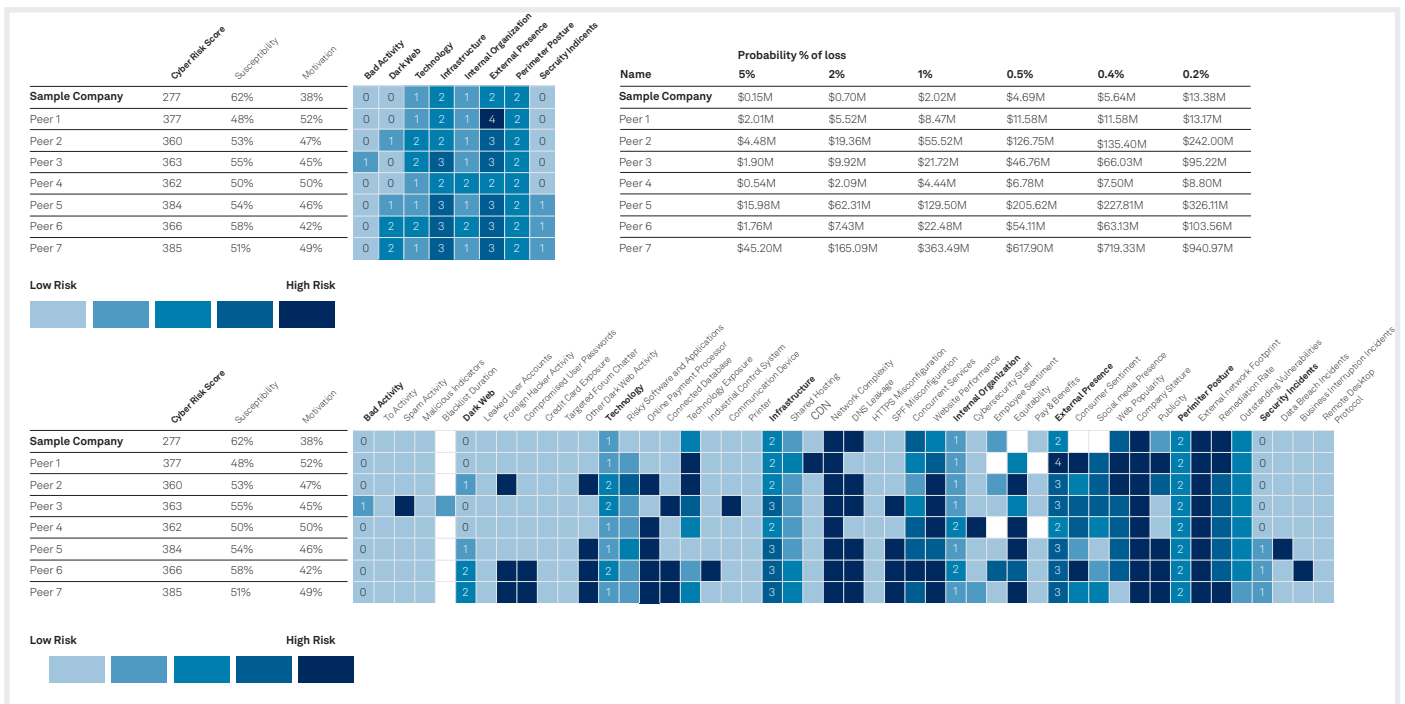 Cyber Risk Score Susceptibility Motivation Bad Activity Dark Web Technology Infrastructure Internal Organization External Presence Perimeter Posture Secruity Indicents
Sample Company 277 62% 38% 0 0 1 2 1 2 2 0
Peer 1 377 48% 52% 0 0 1 2 1 4 2 0
Peer 2 360 53% 47% 0 1 2 2 1 3 2 0
Peer 3 363 55% 45% 1 0 2 3 1 3 2 0
Peer 4 362 50% 50% 0 0 1 2 2 2 2 0
Peer 5 384 54% 46% 0 1 1 3 1 3 2 1
Peer 6 366 58% 42% 0 2 2 3 2 3 2 1
Peer 7 385 51% 49% 0 2 1 3 1 3 2 1
Low Risk High Risk
Probability % of loss
Name 5% 2% 1% 0.5% 0.4% 0.2%
Sample Company $0.15M $0.70M $2.02M $4.69M $5.64M $13.38M
Peer 1 $2.01M $5.52M $8.47M $11.58M $11.58M $13.17M
Peer 2 $4.48M $19.36M $55.52M $126.75M $135.40M $242.00M
Peer 3 $1.90M $9.92M $21.72M $46.76M $66.03M $95.22M
Peer 4 $0.54M $2.09M $4.44M $6.78M $7.50M $8.80M
Peer 5 $15.98M $62.31M $129.50M $205.62M $227.81M $326.11M
Peer 6 $1.76M $7.43M $22.48M $54.11M $63.13M $103.56M
Peer 7 $45.20M $165.09M $363.49M $617.90M $719.33M $940.97M
Cyber Risk Score Susceptibility Motivation Bad Activity To Activity Spam Activity Malicious Indicators Blacklist Duration Dark Web Leaked User Accounts Foreign Hacker Activity Compromised User Passwords Credit Card Exposure Targeted Forum Chatter Other Dark Web Activity Technology Risky Software and Applications Online Payment Processor Connected Database Technology Exposure Industrial Control System Communication Device Printer Infrastructure Shared Hosting CDN Network Complexity DNS Leakage HTTPS Misconfiguration SPF Misconfiguration Concurrent Services Website Performance Internal Organization Cybersecurity Staff Employee Sentiment Equitability Pay & Benefits External Presence Consumer Sentiment Social media Presence Web Popularity Company Stature Publicity Perimiter Posture External network Footprint Remediation Rate Outstanding Vulnerabilities Security Incidents Data Breach Incidents Business Interruption Incidents Remote Desktop Protocol
Sample Company 277 62% 38% 0 0 1 2 1 2 2 0
Peer 1 377 48% 52% 0 0 1 2 1 4 2 0
Peer 2 360 53% 47% 0 1 2 2 1 3 2 0
Peer 3 363 55% 45% 1 0 2 3 1 3 2 0
Peer 4 362 50% 50% 0 0 1 2 2 2 2 0
Peer 5 384 54% 46% 0 1 1 3 1 3 2 1
Peer 6 366 58% 42% 0 2 2 3 2 3 2 1
Peer 7 385 51% 49% 0 2 1 3 1 3 2 1
Low Risk High Risk